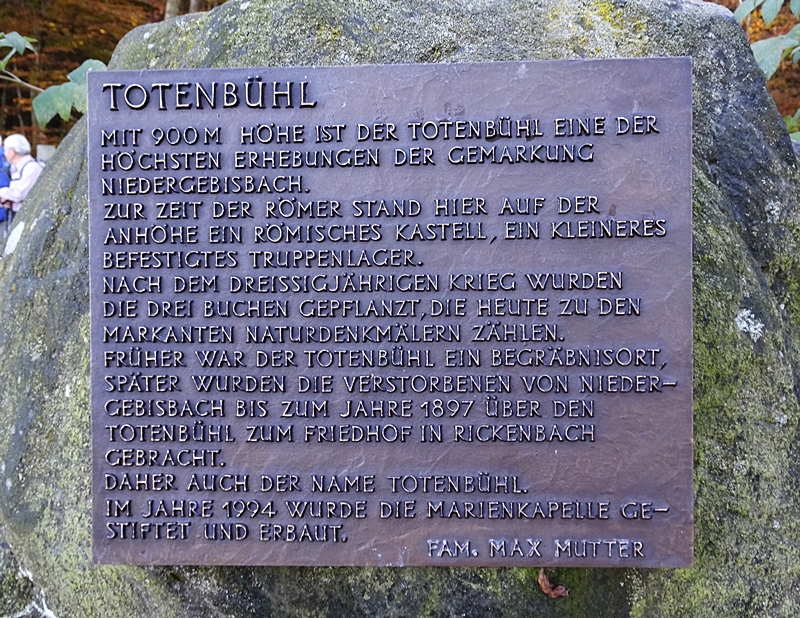 TOTENBÜHL
MIT 900 M HÖHE IST DER TOTENBÜHL EINE DER
HÖCHSTEN ERHEBUNGEN DER GEMARKUNG
NIEDERGEBISBACH.
ZUR ZEIT DER RÖMER STAND HIER AUF DER
ANHÖHE EIN RÖMISCHES KASTELL, EIN KLEINERES
BEFESTIGTES TRUPPENLAGER.
NACH DEM DREISSIGJÄHRIGEN KRIEG WURDEN
DIE DREI BUCHEN GEPFLANZT, DIE HEUTE ZU DEN
MARKANTEN NATURDENKMÄLERN ZÄHLEN.
FRÜHER WAR DER TOTENBÜHL EIN BEGRÄBNISORT,
SPÄTER WURDEN DIE VERSTORBENEN VON NIEDER-
GEBISBACH BIS ZUM JAHRE 1897 ÜBER DEN
TOTENBÜHL ZUM FRIEDHOF IN RICKENBACH
GEBRACHT.
DAHER AUCH DER NAME TOTENBÜHL.
IM JAHRE 1994 WURDE DIE MARIENKAPELLE GE-
STIFTET UND ERBAUT.
FAM. MAX MUTTER